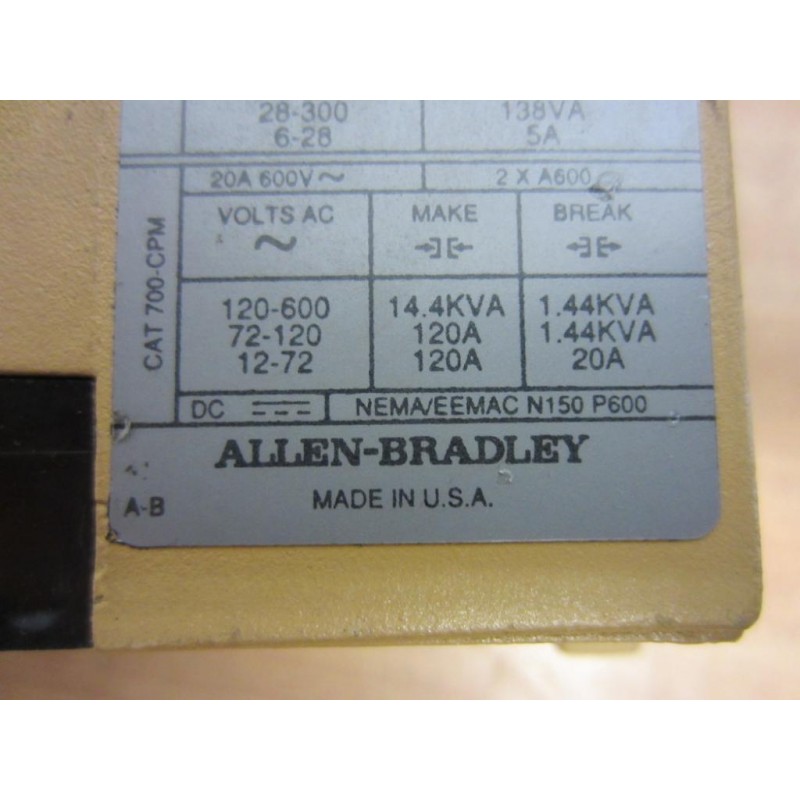 28-300 138VA
6-28 5A
20A 600V~ 2 X A600
CAT 700-CPM
VOLTS AC MAKE BREAK
120-600 14.4KVA 1.44KVA
72-120 120A 1.44KVA
12-72 120A 20A
DC NEMA/EEMAC N150 P600
ALLEN-BRADLEY
A-B MADE IN U.S.A.